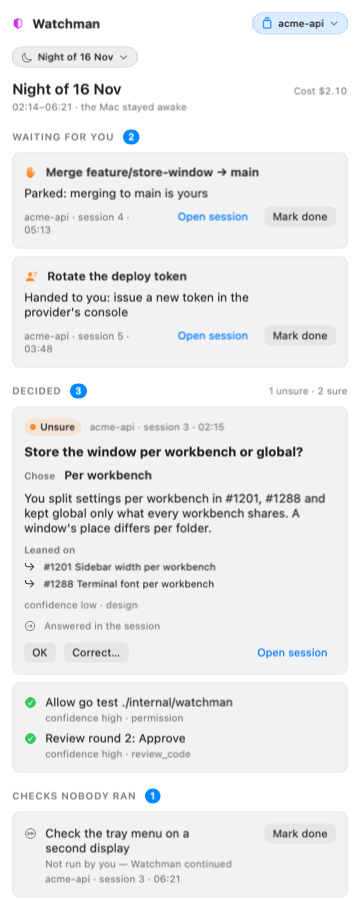 Watchman
acme-api
Night of 16 Nov
Night of 16 Nov
Cost $2.10
02:14–06:21 · the Mac stayed awake
WAITING FOR YOU 2
Merge feature/store-window → main
Parked: merging to main is yours
acme-api · session 4 ·
05:13
Open session
Mark done
Rotate the deploy token
Handed to you: issue a new token in the
provider's console
acme-api · session 5 ·
03:48
Open session
Mark done
DECIDED 3
1 unsure · 2 sure
Unsure
acme-api · session 3 · 02:15
Store the window per workbench or global?
Chose Per workbench
You split settings per workbench in #1201, #1288 and
kept global only what every workbench shares. A
window's place differs per folder.
Leaned on
#1201 Sidebar width per workbench
#1288 Terminal font per workbench
confidence low · design
Answered in the session
OK
Correct...
Open session
Allow go test ./internal/watchman
confidence high · permission
Review round 2: Approve
confidence high · review_code
CHECKS NOBODY RAN 1
Check the tray menu on a
second display
Mark done
Not run by you — Watchman continued
acme-api · session 3 · 06:21